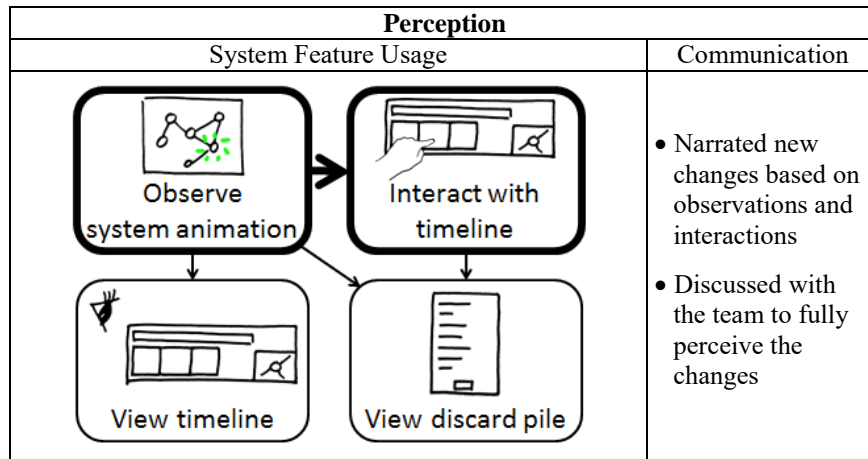 Perception
System Feature Usage
Communication
Observe
system animation
Interact with
timeline
View timeline
View discard pile
• Narrated new
changes based on
observations and
interactions
• Discussed with
the team to fully
perceive the
changes